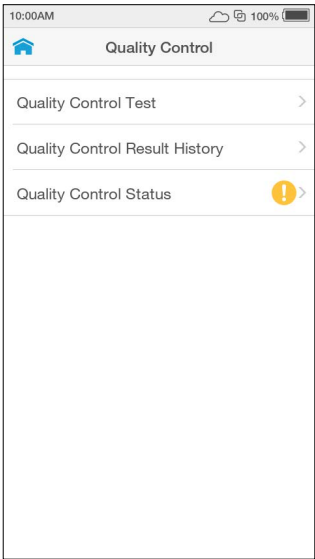 10:00AM 100%
Quality Control
Quality Control Test
Quality Control Result History
Quality Control Status